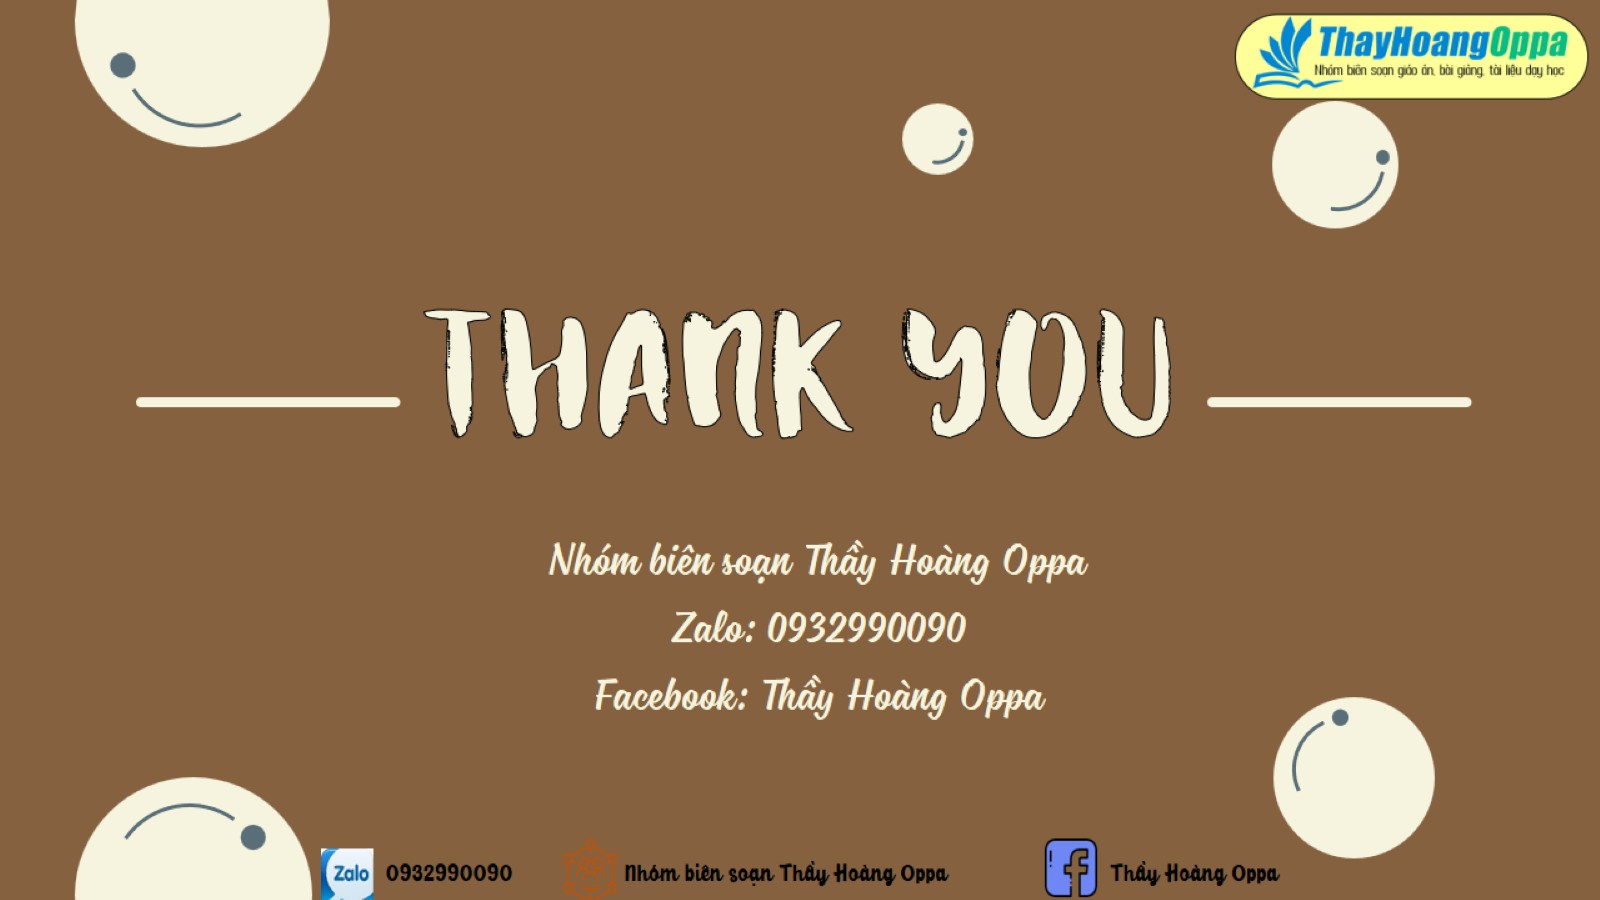 ThayHoangOppa
Nhóm biên soạn giáo án, bài giảng, tài liệu dạy học
THANK YOU
Nhóm biên soạn Thầy Hoàng Oppa
Zalo: 0932990090
Facebook: Thầy Hoàng Oppa
Zalo 0932990090 Nhóm biên soạn Thầy Hoàng Oppa Thầy Hoàng Oppa